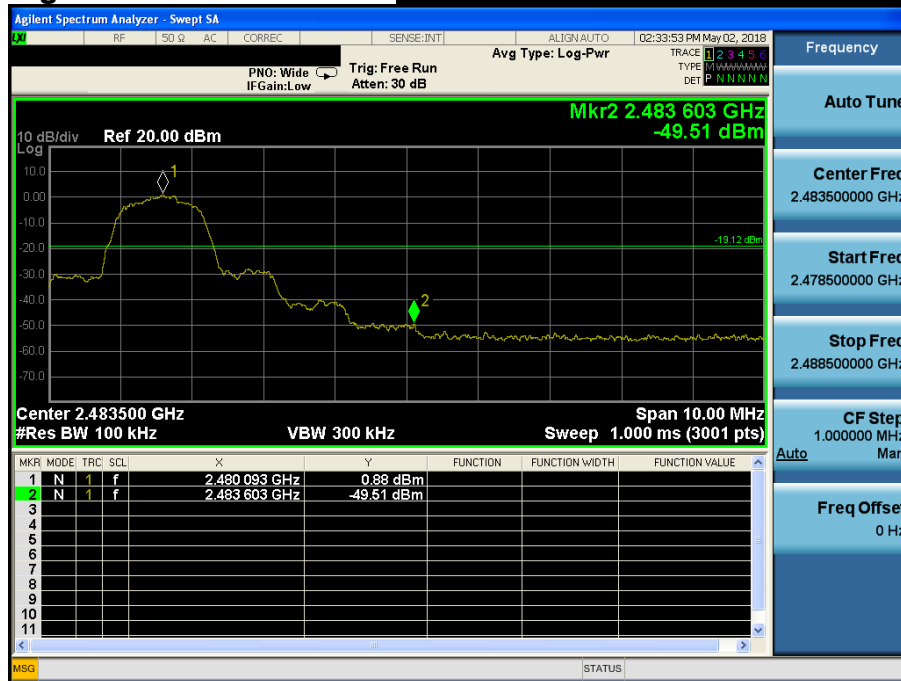 Agilent Spectrum Analyzer - Swept SA
LXI RF 50 Ω AC CORREC SENSE:INT ALIGN AUTO 02:33:53 PM May 02, 2018
Frequency
Avg Type: Log-Pwr
TRACE 1 2 3 4 5 6
TYPE M W W W W W
DET P N N N N N
PNO: Wide Trig: Free Run
IFGain:Low Atten: 30 dB
Auto Tune
Mkr2 2.483 603 GHz
-49.51 dBm
10 dB/div Ref 20.00 dBm
Log
10.0
0.00
-10.0
-20.0
-30.0
-40.0
-50.0
-60.0
-70.0
1
2
-19.12 dBm
Center Freq
2.483500000 GHz
Start Freq
2.478500000 GHz
Stop Freq
2.488500000 GHz
Center 2.483500 GHz Span 10.00 MHz
#Res BW 100 kHz VBW 300 kHz Sweep 1.000 ms (3001 pts)
CF Step
1.000000 MHz
Auto Man
MKR MODE TRC SCL X Y FUNCTION FUNCTION WIDTH FUNCTION VALUE
1 N 1 f 2.480 093 GHz 0.88 dBm
2 N 1 f 2.483 603 GHz -49.51 dBm
3
4
5
6
7
8
9
10
11
Freq Offset
0 Hz
MSG STATUS